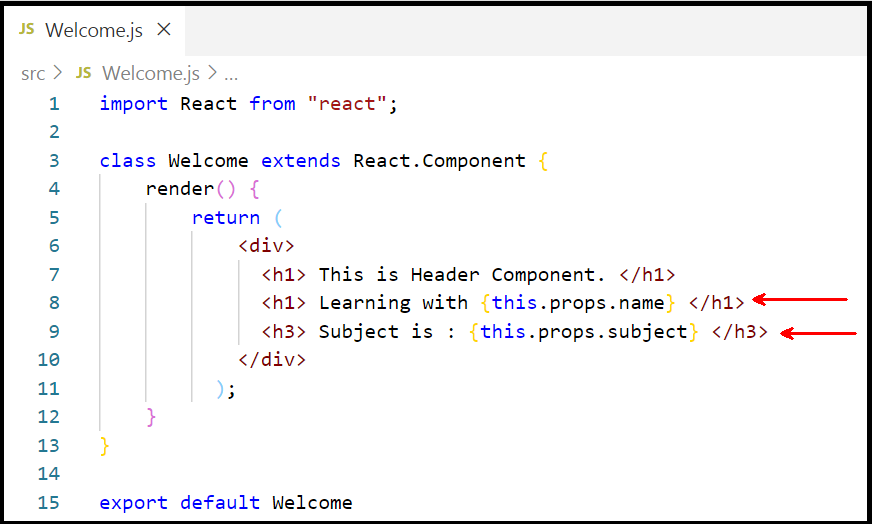 JS Welcome.js ×
src > JS Welcome.js > ...
1 import React from "react";
2
3 class Welcome extends React.Component {
4 render() {
5 return (
6 <div>
7 <h1> This is Header Component. </h1>
8 <h1> Learning with {this.props.name} </h1>
9 <h3> Subject is : {this.props.subject} </h3>
10 </div>
11 );
12 }
13 }
14
15 export default Welcome